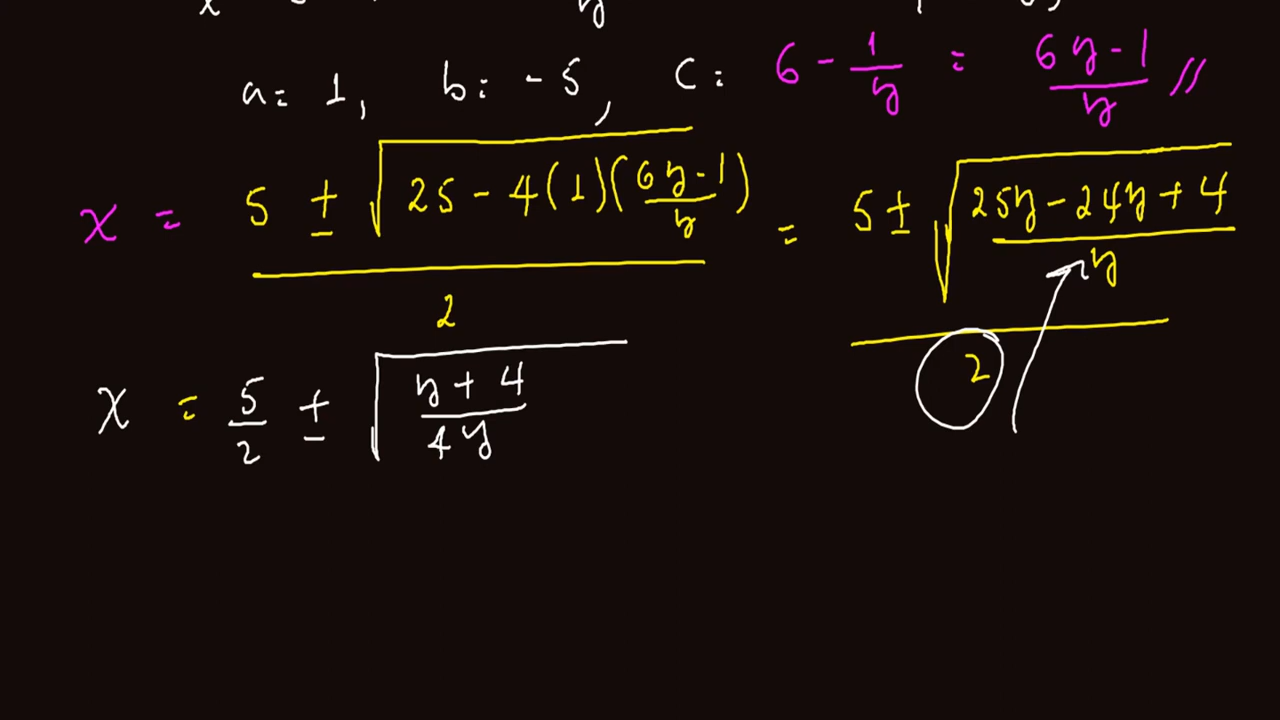 a = 1, b = -5, C = 6 - 1/y = (6y-1)/y //
x = (5 ± √(25 - 4(1)((6y-1)/y)))/2 = (5 ± √((25y-24y+4)/y))/2
x = 5/2 ± √((y+4)/(4y))